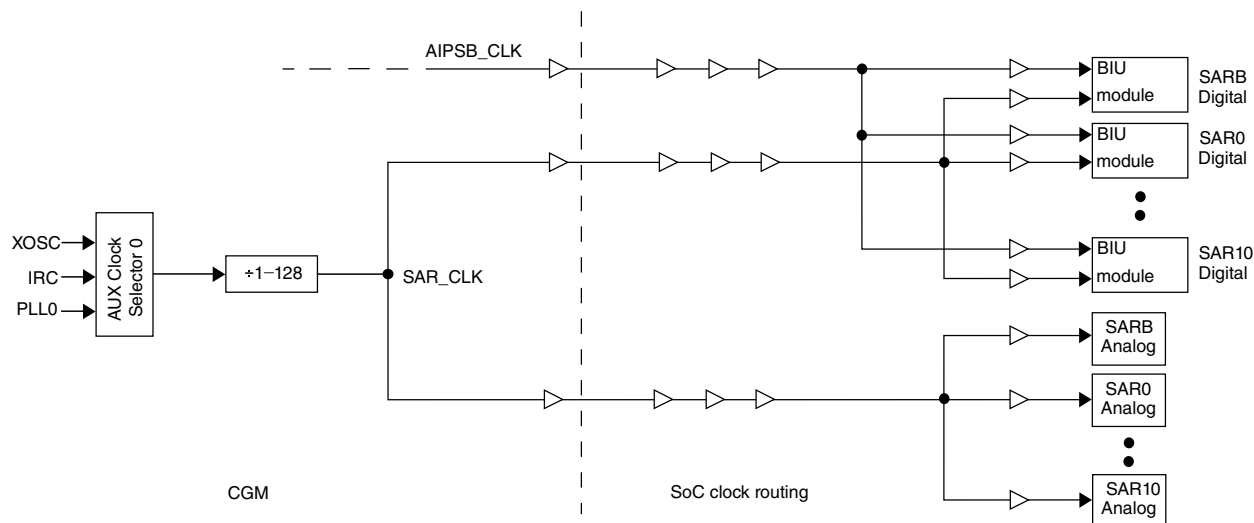 AIPSB_CLK
BIU
module
SARB
Digital
BIU
module
SAR0
Digital
XOSC
IRC
PLL0
AUX Clock
Selector 0
÷1–128
SAR_CLK
BIU
module
SAR10
Digital
SARB
Analog
SAR0
Analog
SAR10
Analog
CGM
SoC clock routing